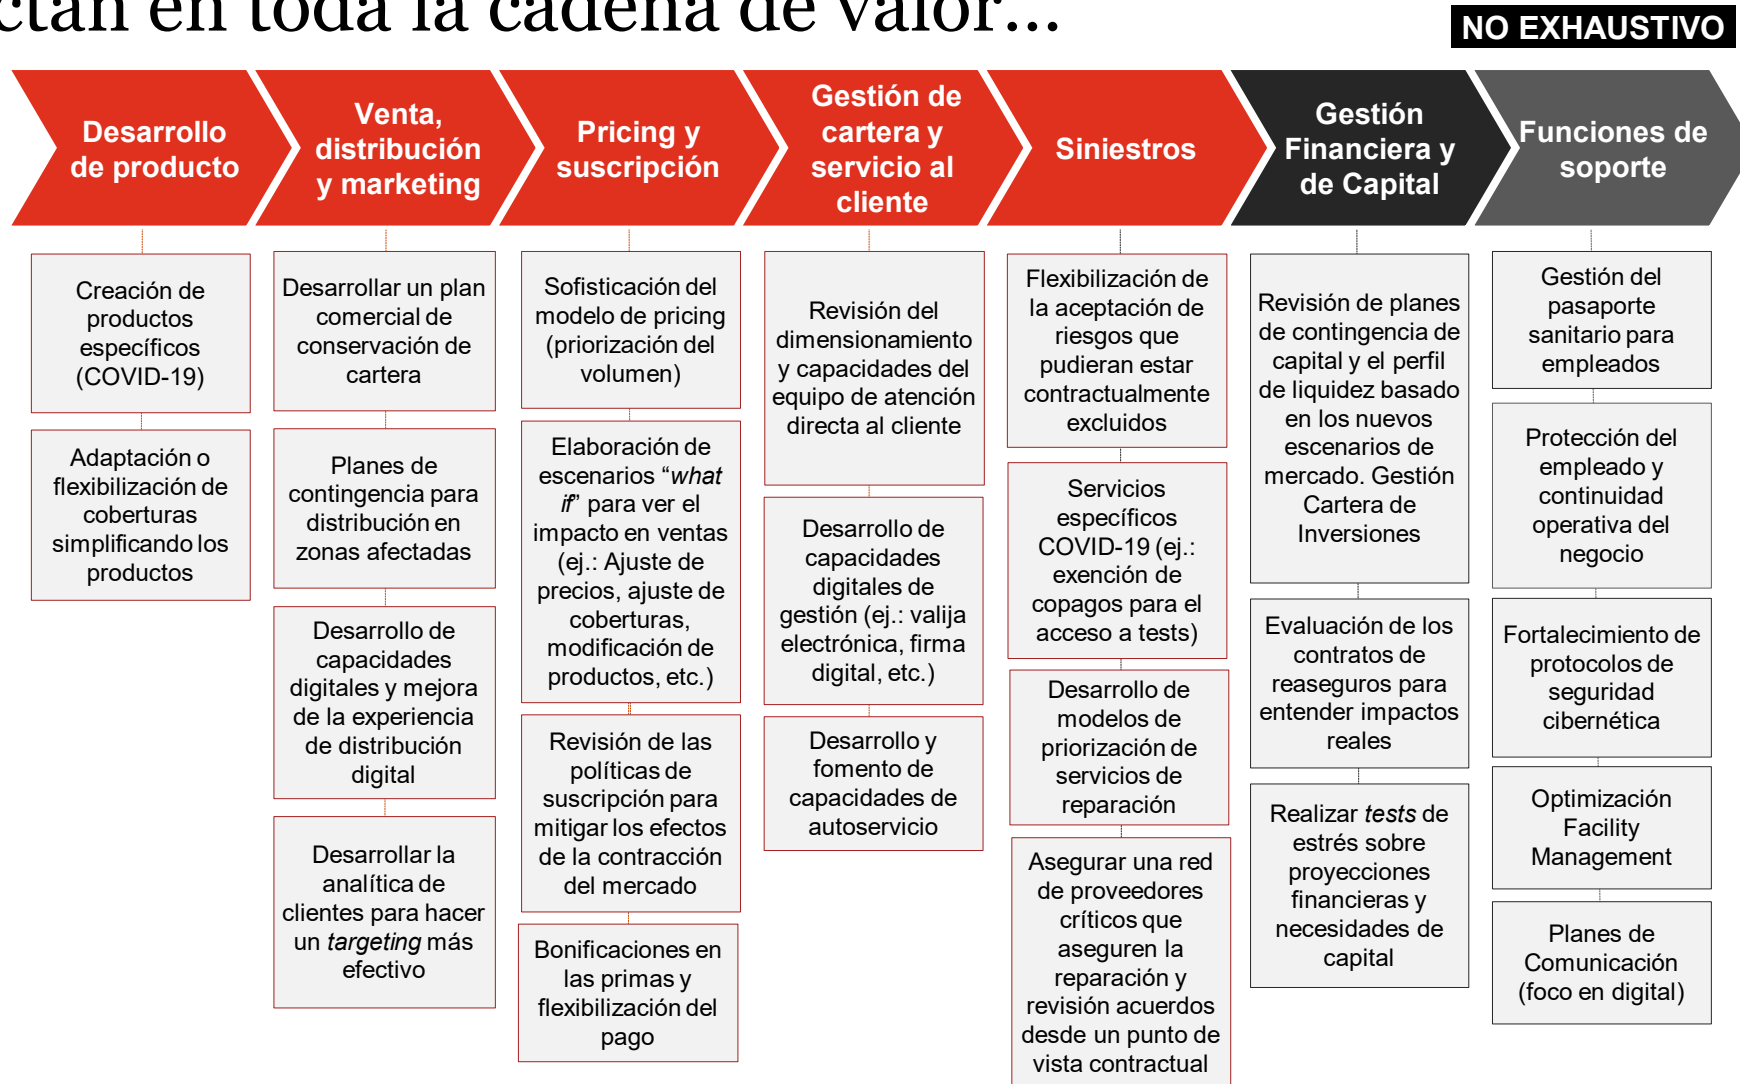 ctan en toda la cadena de valor...
NO EXHAUSTIVO
Desarrollo
de producto
Venta,
distribución
y marketing
Pricing y
suscripción
Gestión de
cartera y
servicio al
cliente
Siniestros
Gestión
Financiera y
de Capital
Funciones de
soporte
Creación de
productos
específicos
(COVID-19)
Adaptación o
flexibilización de
coberturas
simplificando los
productos
Desarrollar un plan
comercial de
conservación de
cartera
Planes de
contingencia para
distribución en
zonas afectadas
Desarrollo de
capacidades
digitales y mejora
de la experiencia
de distribución
digital
Desarrollar la
analítica de
clientes para hacer
un targeting más
efectivo
Sofisticación del
modelo de pricing
(priorización del
volumen)
Elaboración de
escenarios “what
if” para ver el
impacto en ventas
(ej.: Ajuste de
precios, ajuste de
coberturas,
modificación de
productos, etc.)
Revisión de las
políticas de
suscripción para
mitigar los efectos
de la contracción
del mercado
Bonificaciones en
las primas y
flexibilización del
pago
Revisión del
dimensionamiento
y capacidades del
equipo de atención
directa al cliente
Desarrollo de
capacidades
digitales de
gestión (ej.: valija
electrónica, firma
digital, etc.)
Desarrollo y
fomento de
capacidades de
autoservicio
Flexibilización de
la aceptación de
riesgos que
pudieran estar
contractualmente
excluidos
Servicios
específicos
COVID-19 (ej.:
exención de
copagos para el
acceso a tests)
Desarrollo de
modelos de
priorización de
servicios de
reparación
Asegurar una red
de proveedores
críticos que
aseguren la
reparación y
revisión acuerdos
desde un punto de
vista contractual
Revisión de planes
de contingencia de
capital y el perfil
de liquidez basado
en los nuevos
escenarios de
mercado. Gestión
Cartera de
Inversiones
Evaluación de los
contratos de
reaseguros para
entender impactos
reales
Realizar tests de
estrés sobre
proyecciones
financieras y
necesidades de
capital
Gestión del
pasaporte
sanitario para
empleados
Protección del
empleado y
continuidad
operativa del
negocio
Fortalecimiento de
protocolos de
seguridad
cibernética
Optimización
Facility
Management
Planes de
Comunicación
(foco en digital)